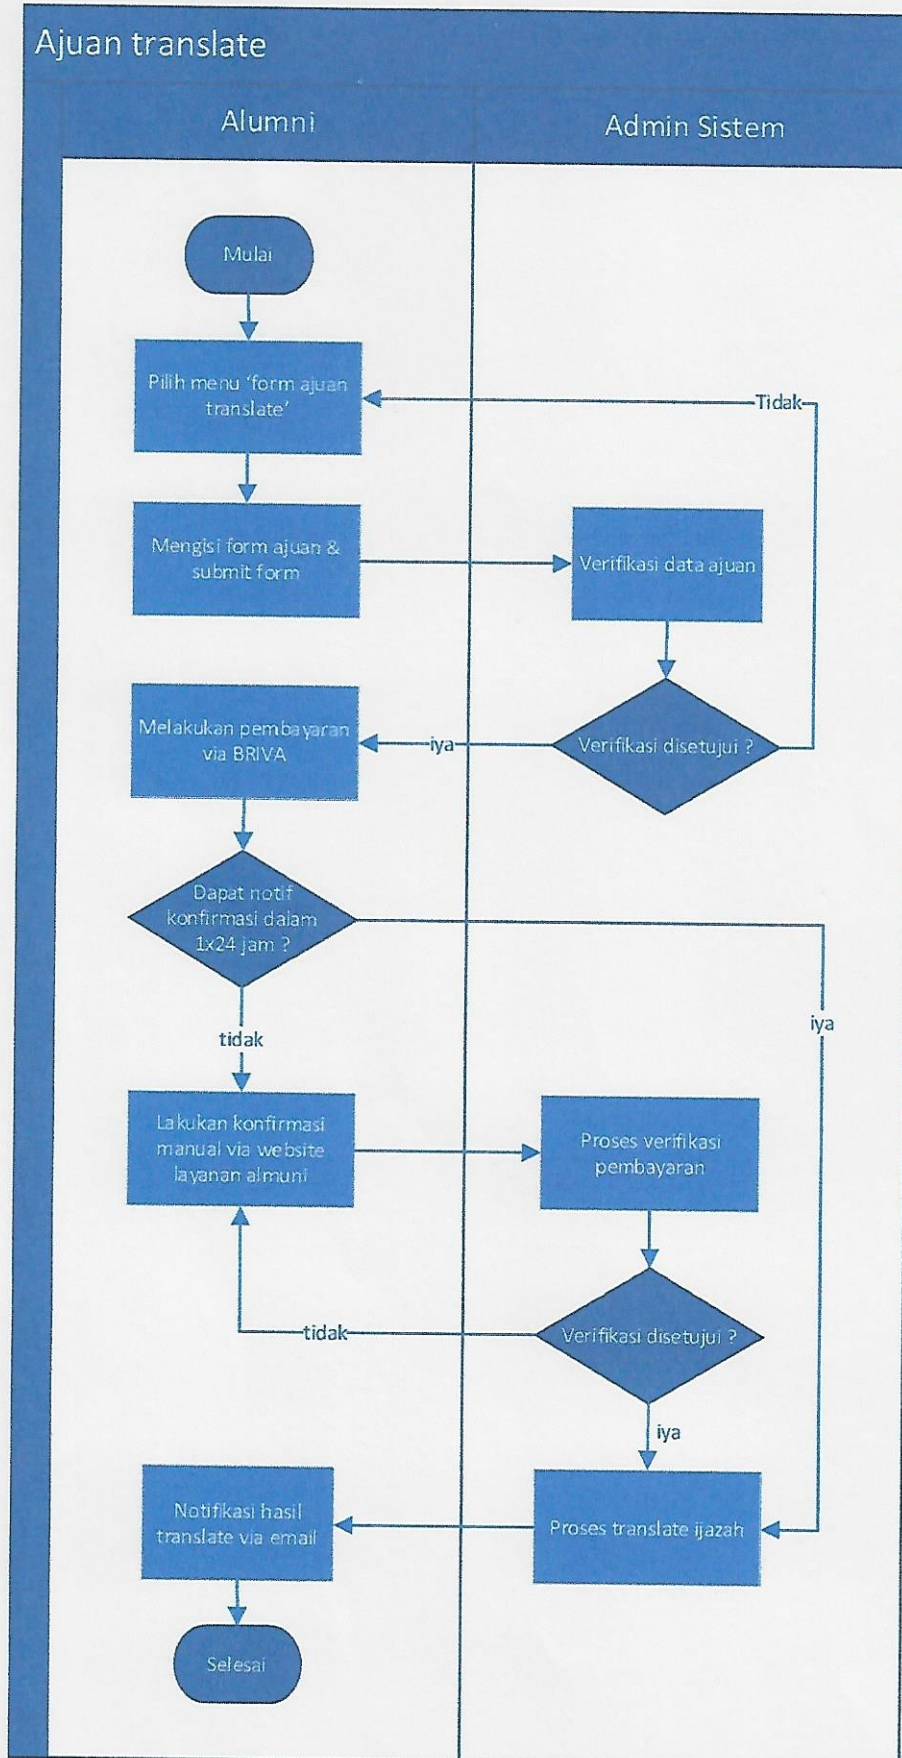 Ajuan translate
Alumni
Admin Sistem
Mulai
Pilih menu ‘form ajuan
translate’
Tidak
Mengisi form ajuan &
submit form
Verifikasi data ajuan
Melakukan pembayaran
via BRIVA
iya
Verifikasi disetujui ?
Dapat notif
konfirmasi dalam
1x24 jam ?
iya
tidak
Lakukan konfirmasi
manual via website
layanan almuni
Proses verifikasi
pembayaran
tidak
Verifikasi disetujui ?
iya
Notifikasi hasil
translate via email
Proses translate ijazah
Selesai